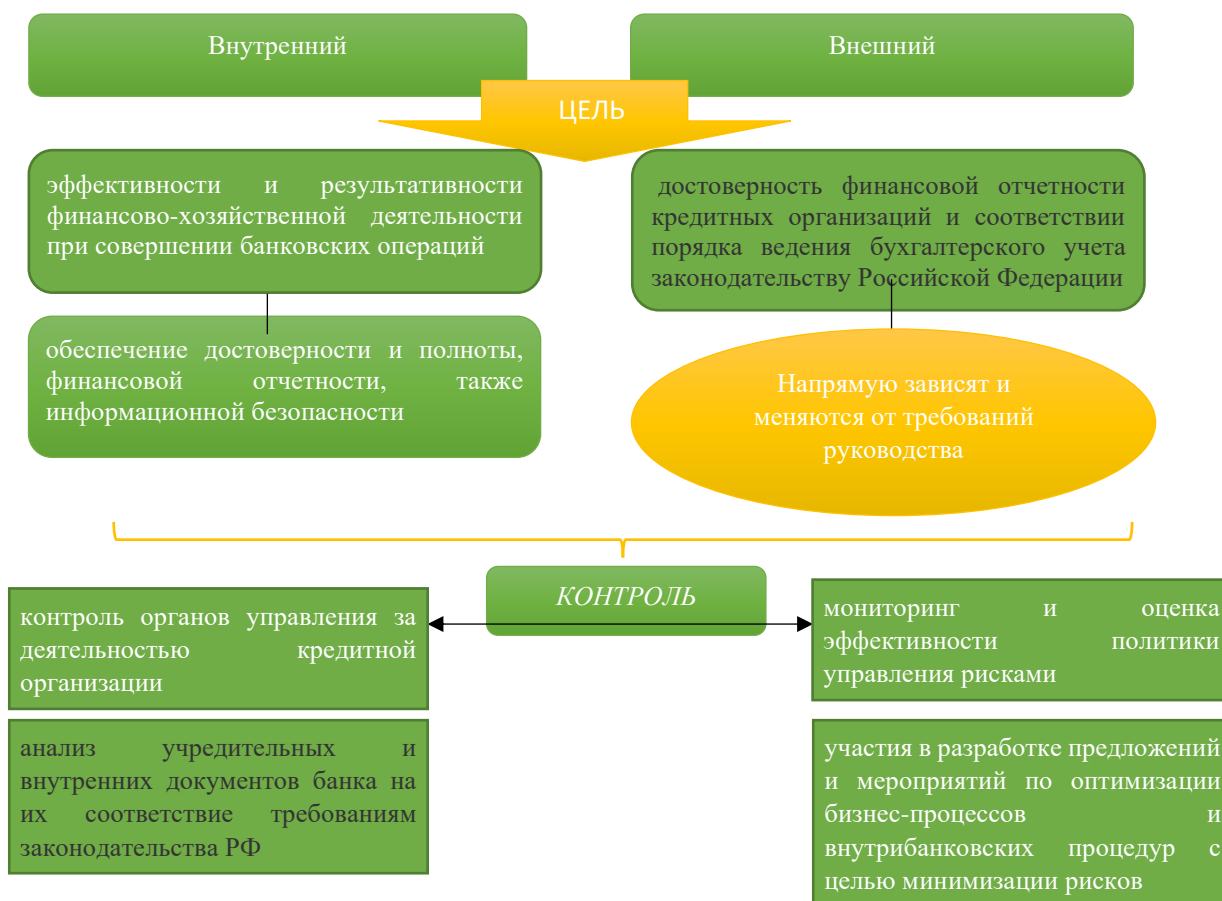 Внутренний
Внешний
ЦЕЛЬ
эффективности и результативности
финансово-хозяйственной деятельности
при совершении банковских операций
достоверность финансовой отчетности
кредитных организаций и соответствии
порядка ведения бухгалтерского учета
законодательству Российской Федерации
обеспечение достоверности и полноты,
финансовой отчетности, также
информационной безопасности
Напрямую зависят и
меняются от требований
руководства
КОНТРОЛЬ
контроль органов управления за
деятельностью кредитной
организации
мониторинг и оценка
эффективности политики
управления рисками
анализ учредительных и
внутренних документов банка на
их соответствие требованиям
законодательства РФ
участия в разработке предложений
и мероприятий по оптимизации
бизнес-процессов и
внутрибанковских процедур с
целью минимизации рисков